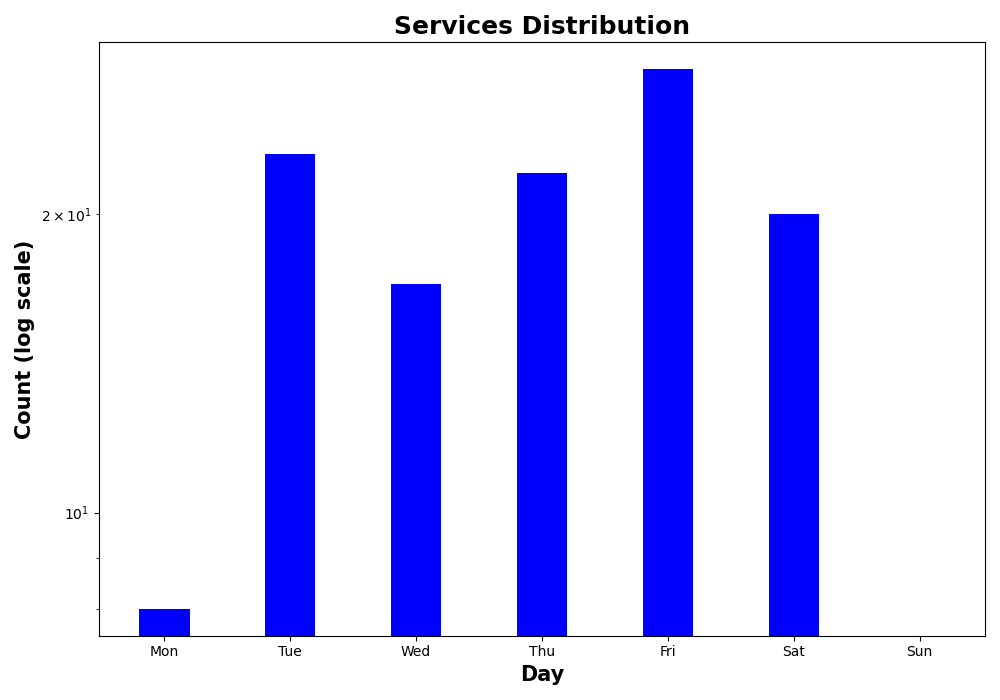 Services Distribution
Count (log scale)
2 × 10¹
10¹
Mon Tue Wed Thu Fri Sat Sun
Day